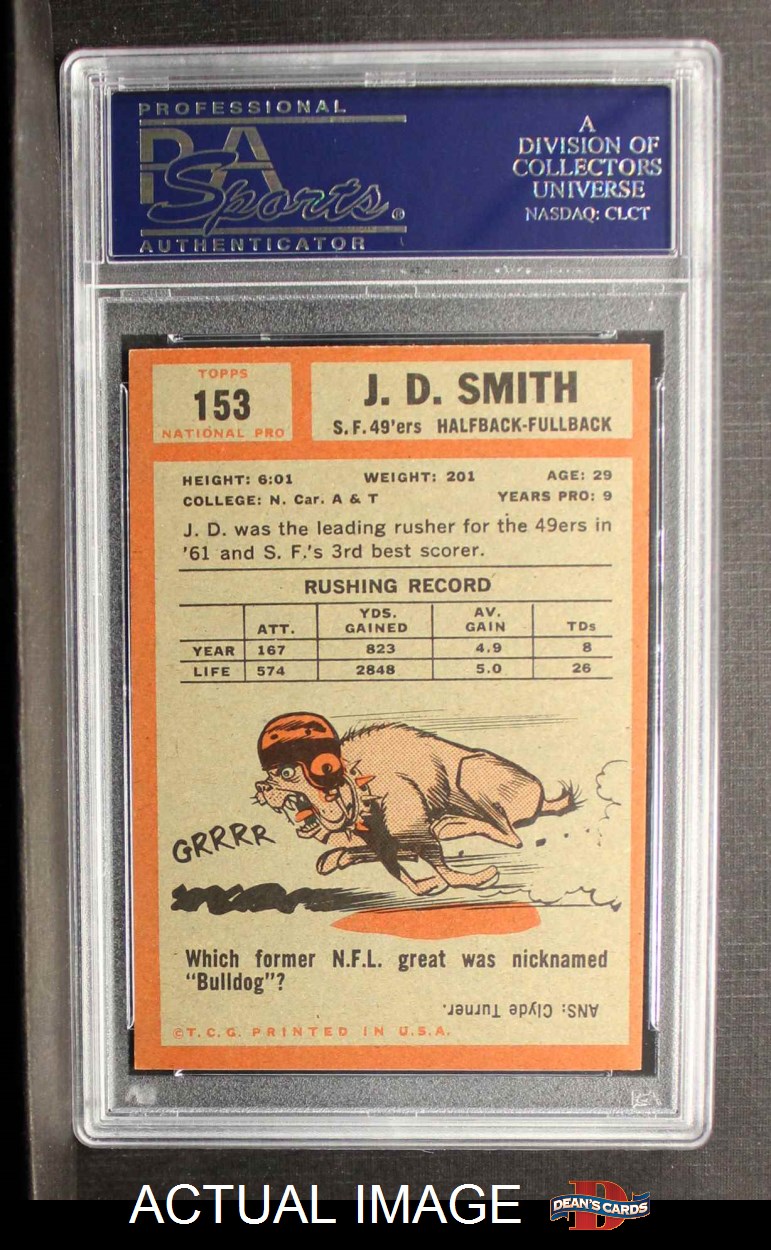 PROFESSIONAL
PSA
Sports®
AUTHENTICATOR
A
DIVISION OF
COLLECTORS
UNIVERSE
NASDAQ: CLCT
TOPPS
153
NATIONAL PRO
J. D. SMITH
S.F. 49'ers HALFBACK-FULLBACK
HEIGHT: 6:01 WEIGHT: 201 AGE: 29
COLLEGE: N. Car. A & T YEARS PRO: 9
J. D. was the leading rusher for the 49ers in
'61 and S. F.'s 3rd best scorer.
RUSHING RECORD
ATT. YDS. GAINED AV. GAIN TDs
YEAR 167 823 4.9 8
LIFE 574 2848 5.0 26
GRRRR
Which former N.F.L. great was nicknamed
"Bulldog"?
ANS: Clyde Turner.
©T.C.G. PRINTED IN U.S.A.
ACTUAL IMAGE
DEAN'S CARDS